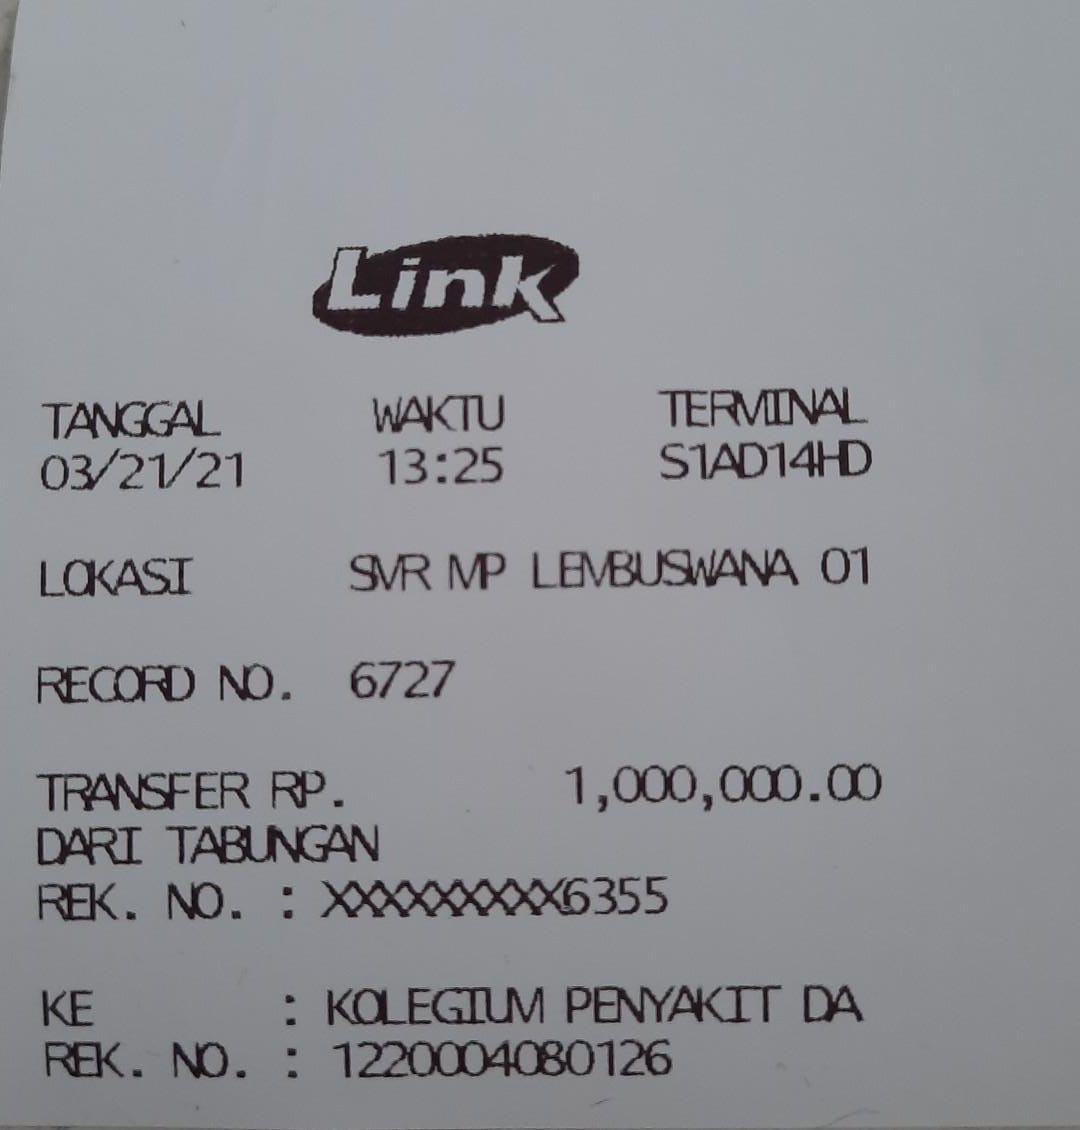 Link
TANGGAL WAKTU TERMINAL
03/21/21 13:25 S1AD14HD
LOKASI SMR MP LEMBUSWANA 01
RECORD NO. 6727
TRANSFER RP. 1,000,000.00
DARI TABUNGAN
REK. NO. : XXXXXXXXX6355
KE : KOLEGIUM PENYAKIT DA
REK. NO. : 1220004080126